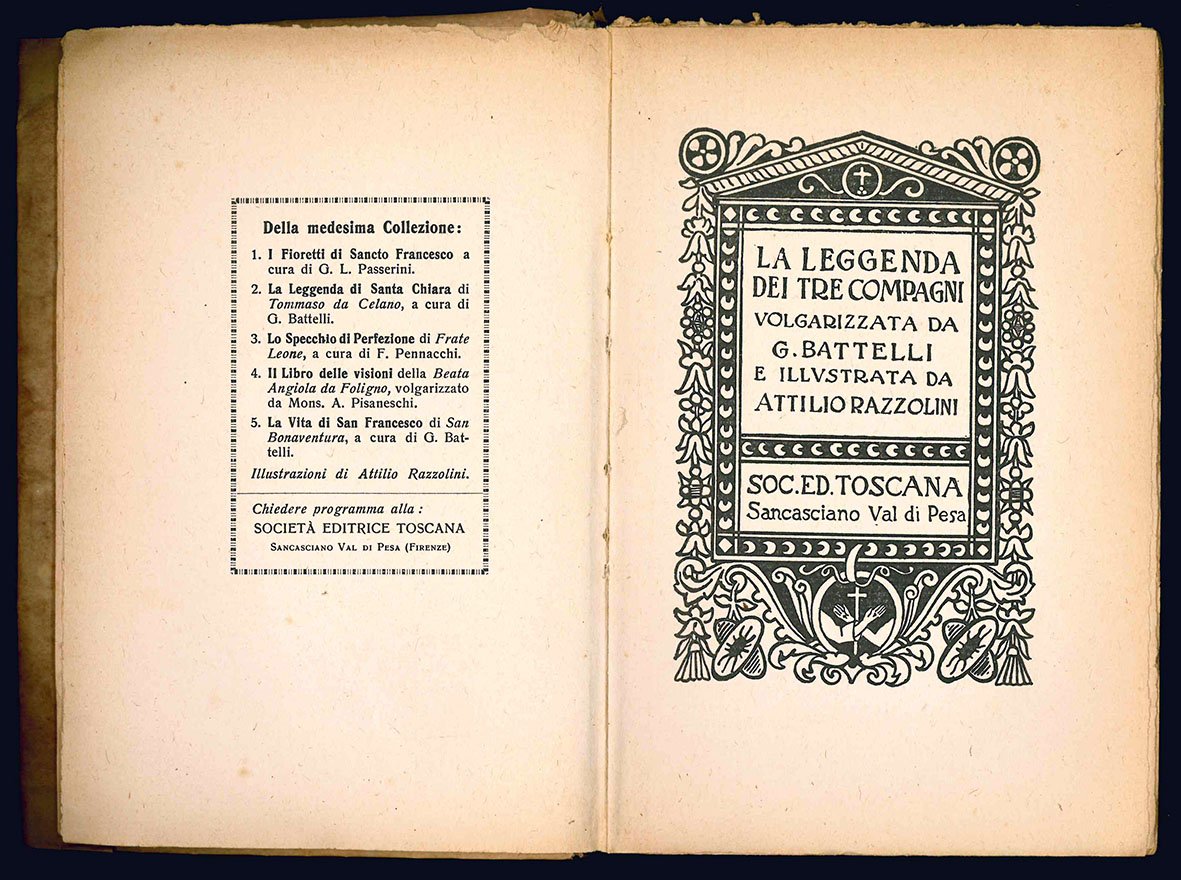 Della medesima Collezione:
1. I Fioretti di Sancto Francesco a
cura di G. L. Passerini.
2. La Leggenda di Santa Chiara di
Tommaso da Celano, a cura di
G. Battelli.
3. Lo Specchio di Perfezione di Frate
Leone, a cura di F. Pennacchi.
4. Il Libro delle visioni della Beata
Angiola da Foligno, volgarizzato
da Mons. A. Pisaneschi.
5. La Vita di San Francesco di San
Bonaventura, a cura di G. Bat-
telli.
Illustrazioni di Attilio Razzolini.
Chiedere programma alla:
SOCIETÀ EDITRICE TOSCANA
SANCASCIANO VAL DI PESA (FIRENZE)
LA LEGGENDA
DEI TRE COMPAGNI
VOLGARIZZATA DA
G. BATTELLI
E ILLVSTRATA DA
ATTILIO RAZZOLINI
SOC. ED. TOSCANA
Sancasciano Val di Pesa